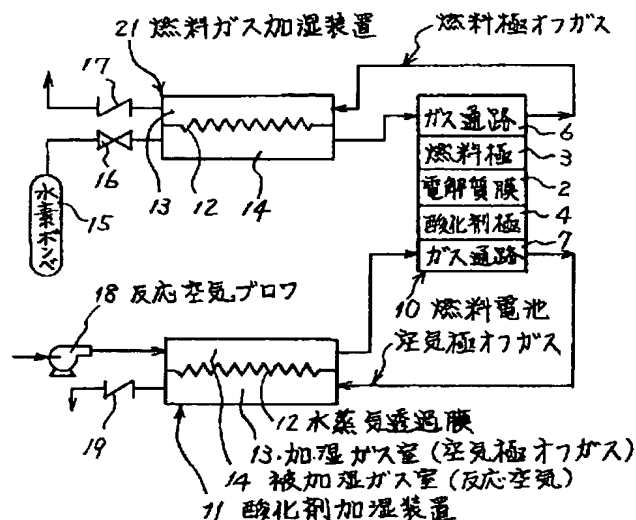 21 燃料ガス加湿装置
燃料極オフガス
17
16
13
12
14
15
水素ボンベ
ガス通路
6
燃料極
3
電解質膜
2
酸化剤極
4
ガス通路
7
10 燃料電池
空気極オフガス
18 反応空気ブロワ
19
12 水蒸気透過膜
13・加湿ガス室(空気極オフガス)
14 被加湿ガス室(反応空気)
11 酸化剤加湿装置